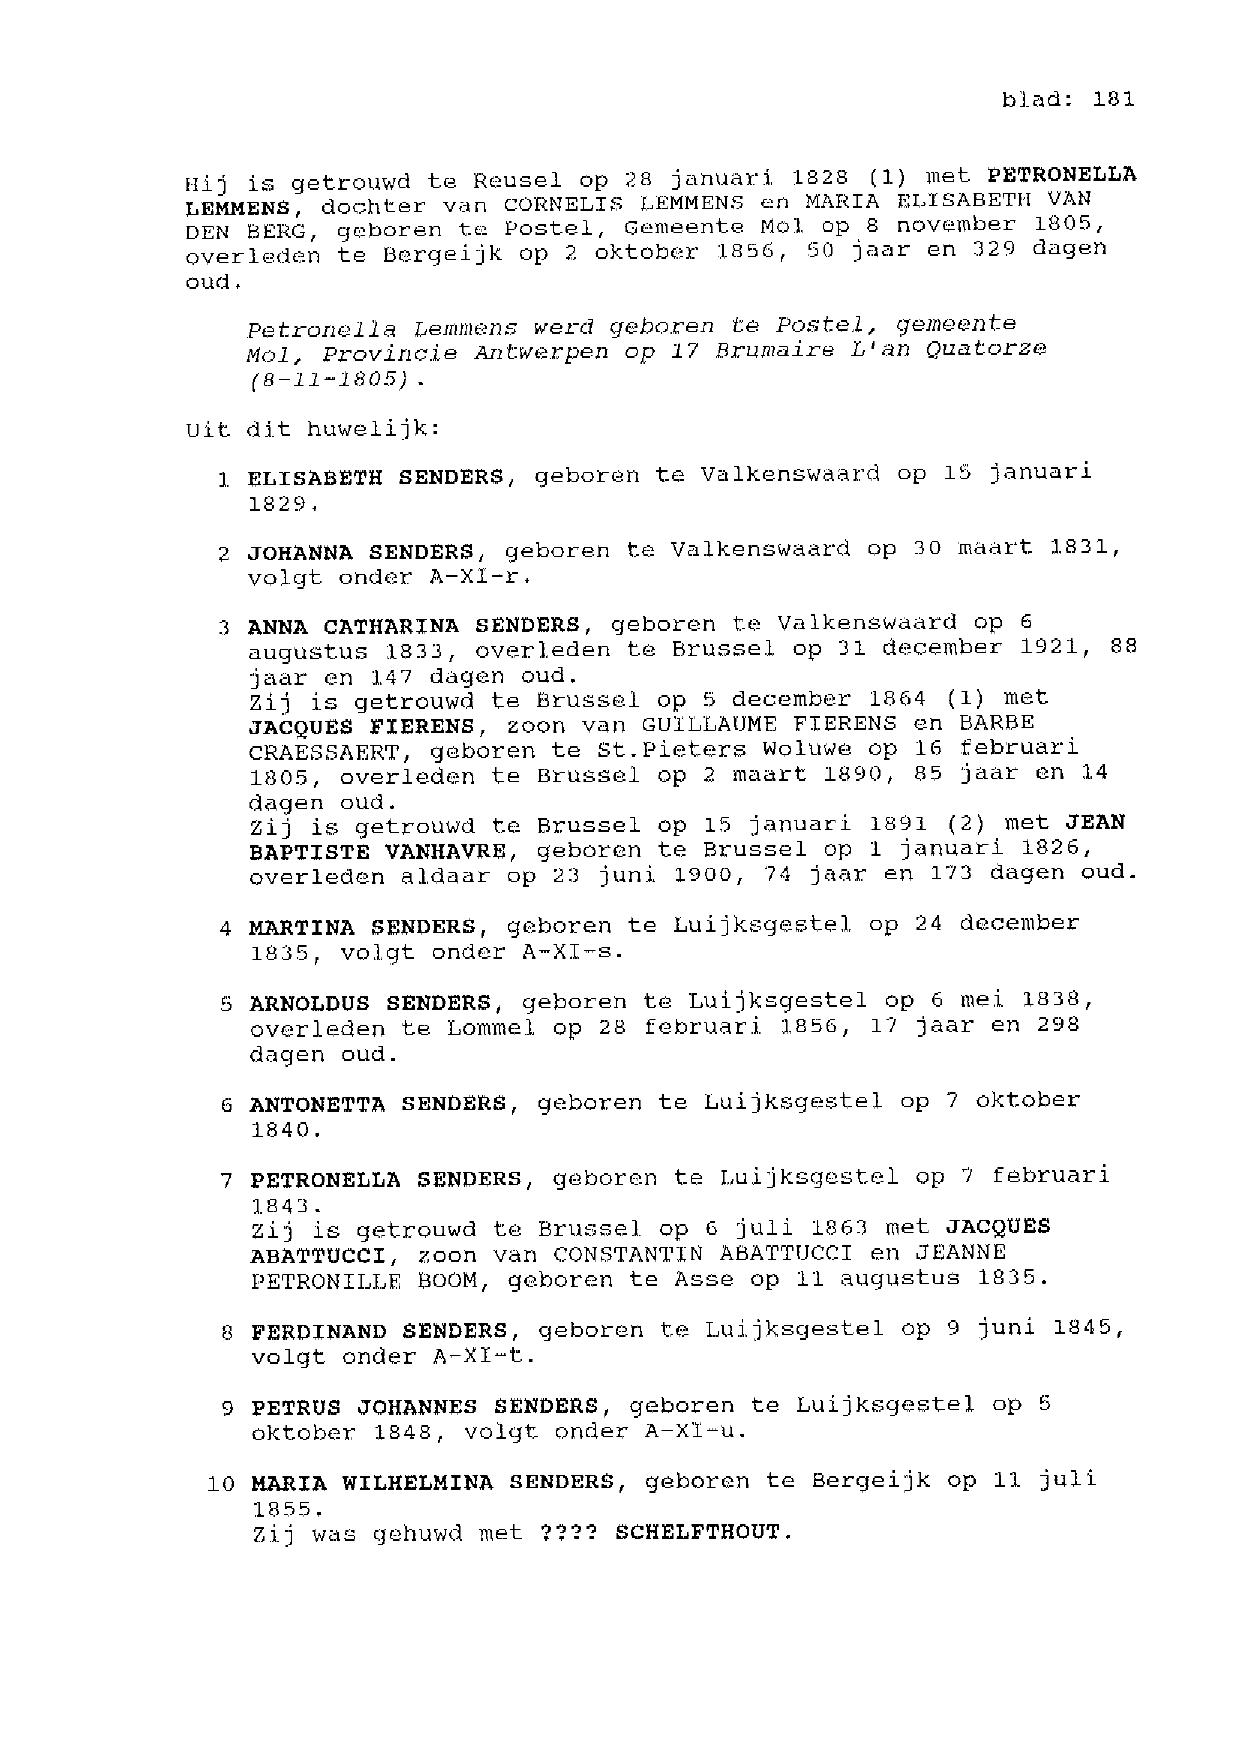 blad: 181
Hij is getrouwd te Reusel op 28 januari 1828 (1) met PETRONELLA
LEMMENS, dochter van CORNELIS LEMMENS en MARIA ELISABETH VAN
DEN BERG, geboren te Postel, Gemeente Mol op 8 november 1805,
overleden te Bergeijk op 2 oktober 1856, 50 jaar en 329 dagen
oud.
Petronella Lemmens werd geboren te Postel, gemeente
Mol, Provincie Antwerpen op 17 Brumaire L'an Quatorze
(8-11-1805).
Uit dit huwelijk:
1 ELISABETH SENDERS, geboren te Valkenswaard op 15 januari
1829.
2 JOHANNA SENDERS, geboren te Valkenswaard op 30 maart 1831,
volgt onder A-XI-r.
3 ANNA CATHARINA SENDERS, geboren te Valkenswaard op 6
augustus 1833, overleden te Brussel op 31 december 1921, 88
jaar en 147 dagen oud.
Zij is getrouwd te Brussel op 5 december 1864 (1) met
JACQUES FIERENS, zoon van GUILLAUME FIERENS en BARBE
CRAESSAERT, geboren te St.Pieters Woluwe op 16 februari
1805, overleden te Brussel op 2 maart 1890, 85 jaar en 14
dagen oud.
Zij is getrouwd te Brussel op 15 januari 1891 (2) met JEAN
BAPTISTE VANHAVRE, geboren te Brussel op 1 januari 1826,
overleden aldaar op 23 juni 1900, 74 jaar en 173 dagen oud.
4 MARTINA SENDERS, geboren te Luijksgestel op 24 december
1835, volgt onder A-XI-s.
5 ARNOLDUS SENDERS, geboren te Luijksgestel op 6 mei 1838,
overleden te Lommel op 28 februari 1856, 17 jaar en 298
dagen oud.
6 ANTONETTA SENDERS, geboren te Luijksgestel op 7 oktober
1840.
7 PETRONELLA SENDERS, geboren te Luijksgestel op 7 februari
1843.
Zij is getrouwd te Brussel op 6 juli 1863 met JACQUES
ABATTUCCI, zoon van CONSTANTIN ABATTUCCI en JEANNE
PETRONILLE BOOM, geboren te Asse op 11 augustus 1835.
8 FERDINAND SENDERS, geboren te Luijksgestel op 9 juni 1845,
volgt onder A-XI-t.
9 PETRUS JOHANNES SENDERS, geboren te Luijksgestel op 5
oktober 1848, volgt onder A-XI-u.
10 MARIA WILHELMINA SENDERS, geboren te Bergeijk op 11 juli
1855.
Zij was gehuwd met ???? SCHELFTHOUT.